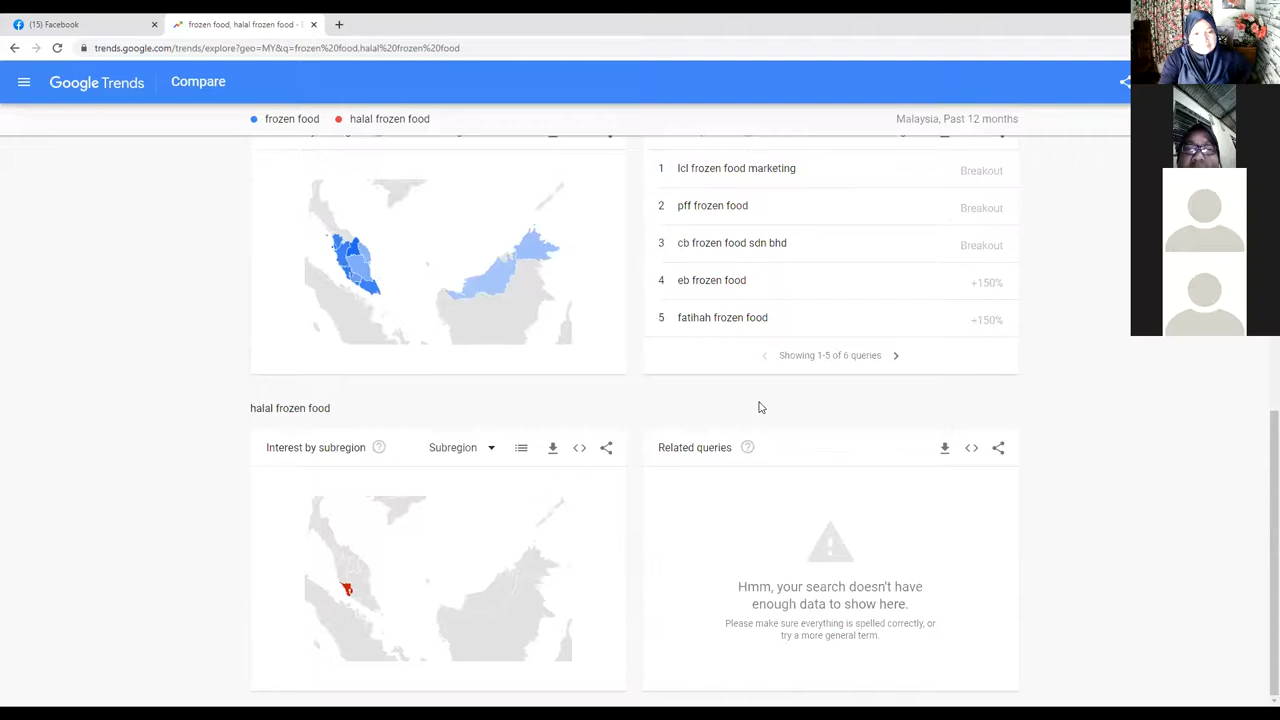 (15) Facebook
frozen food, halal frozen food -
trends.google.com/trends/explore?geo=MY&q=frozen%20food,halal%20frozen%20food
Google Trends
Compare
frozen food
halal frozen food
Malaysia, Past 12 months
1 lcl frozen food marketing Breakout
2 pff frozen food Breakout
3 cb frozen food sdn bhd Breakout
4 eb frozen food +150%
5 fatihah frozen food +150%
Showing 1-5 of 6 queries
halal frozen food
Interest by subregion
Subregion
Related queries
Hmm, your search doesn't have
enough data to show here.
Please make sure everything is spelled correctly, or
try a more general term.